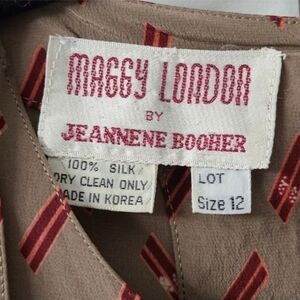 MAGGY LONDON
BY
JEANNENE BOOHER
100% SILK
DRY CLEAN ONLY
MADE IN KOREA
LOT
Size 12